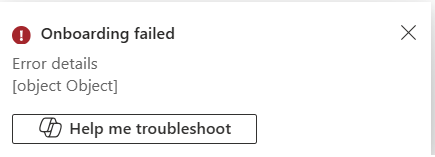 Onboarding failed
Error details
[object Object]
Help me troubleshoot